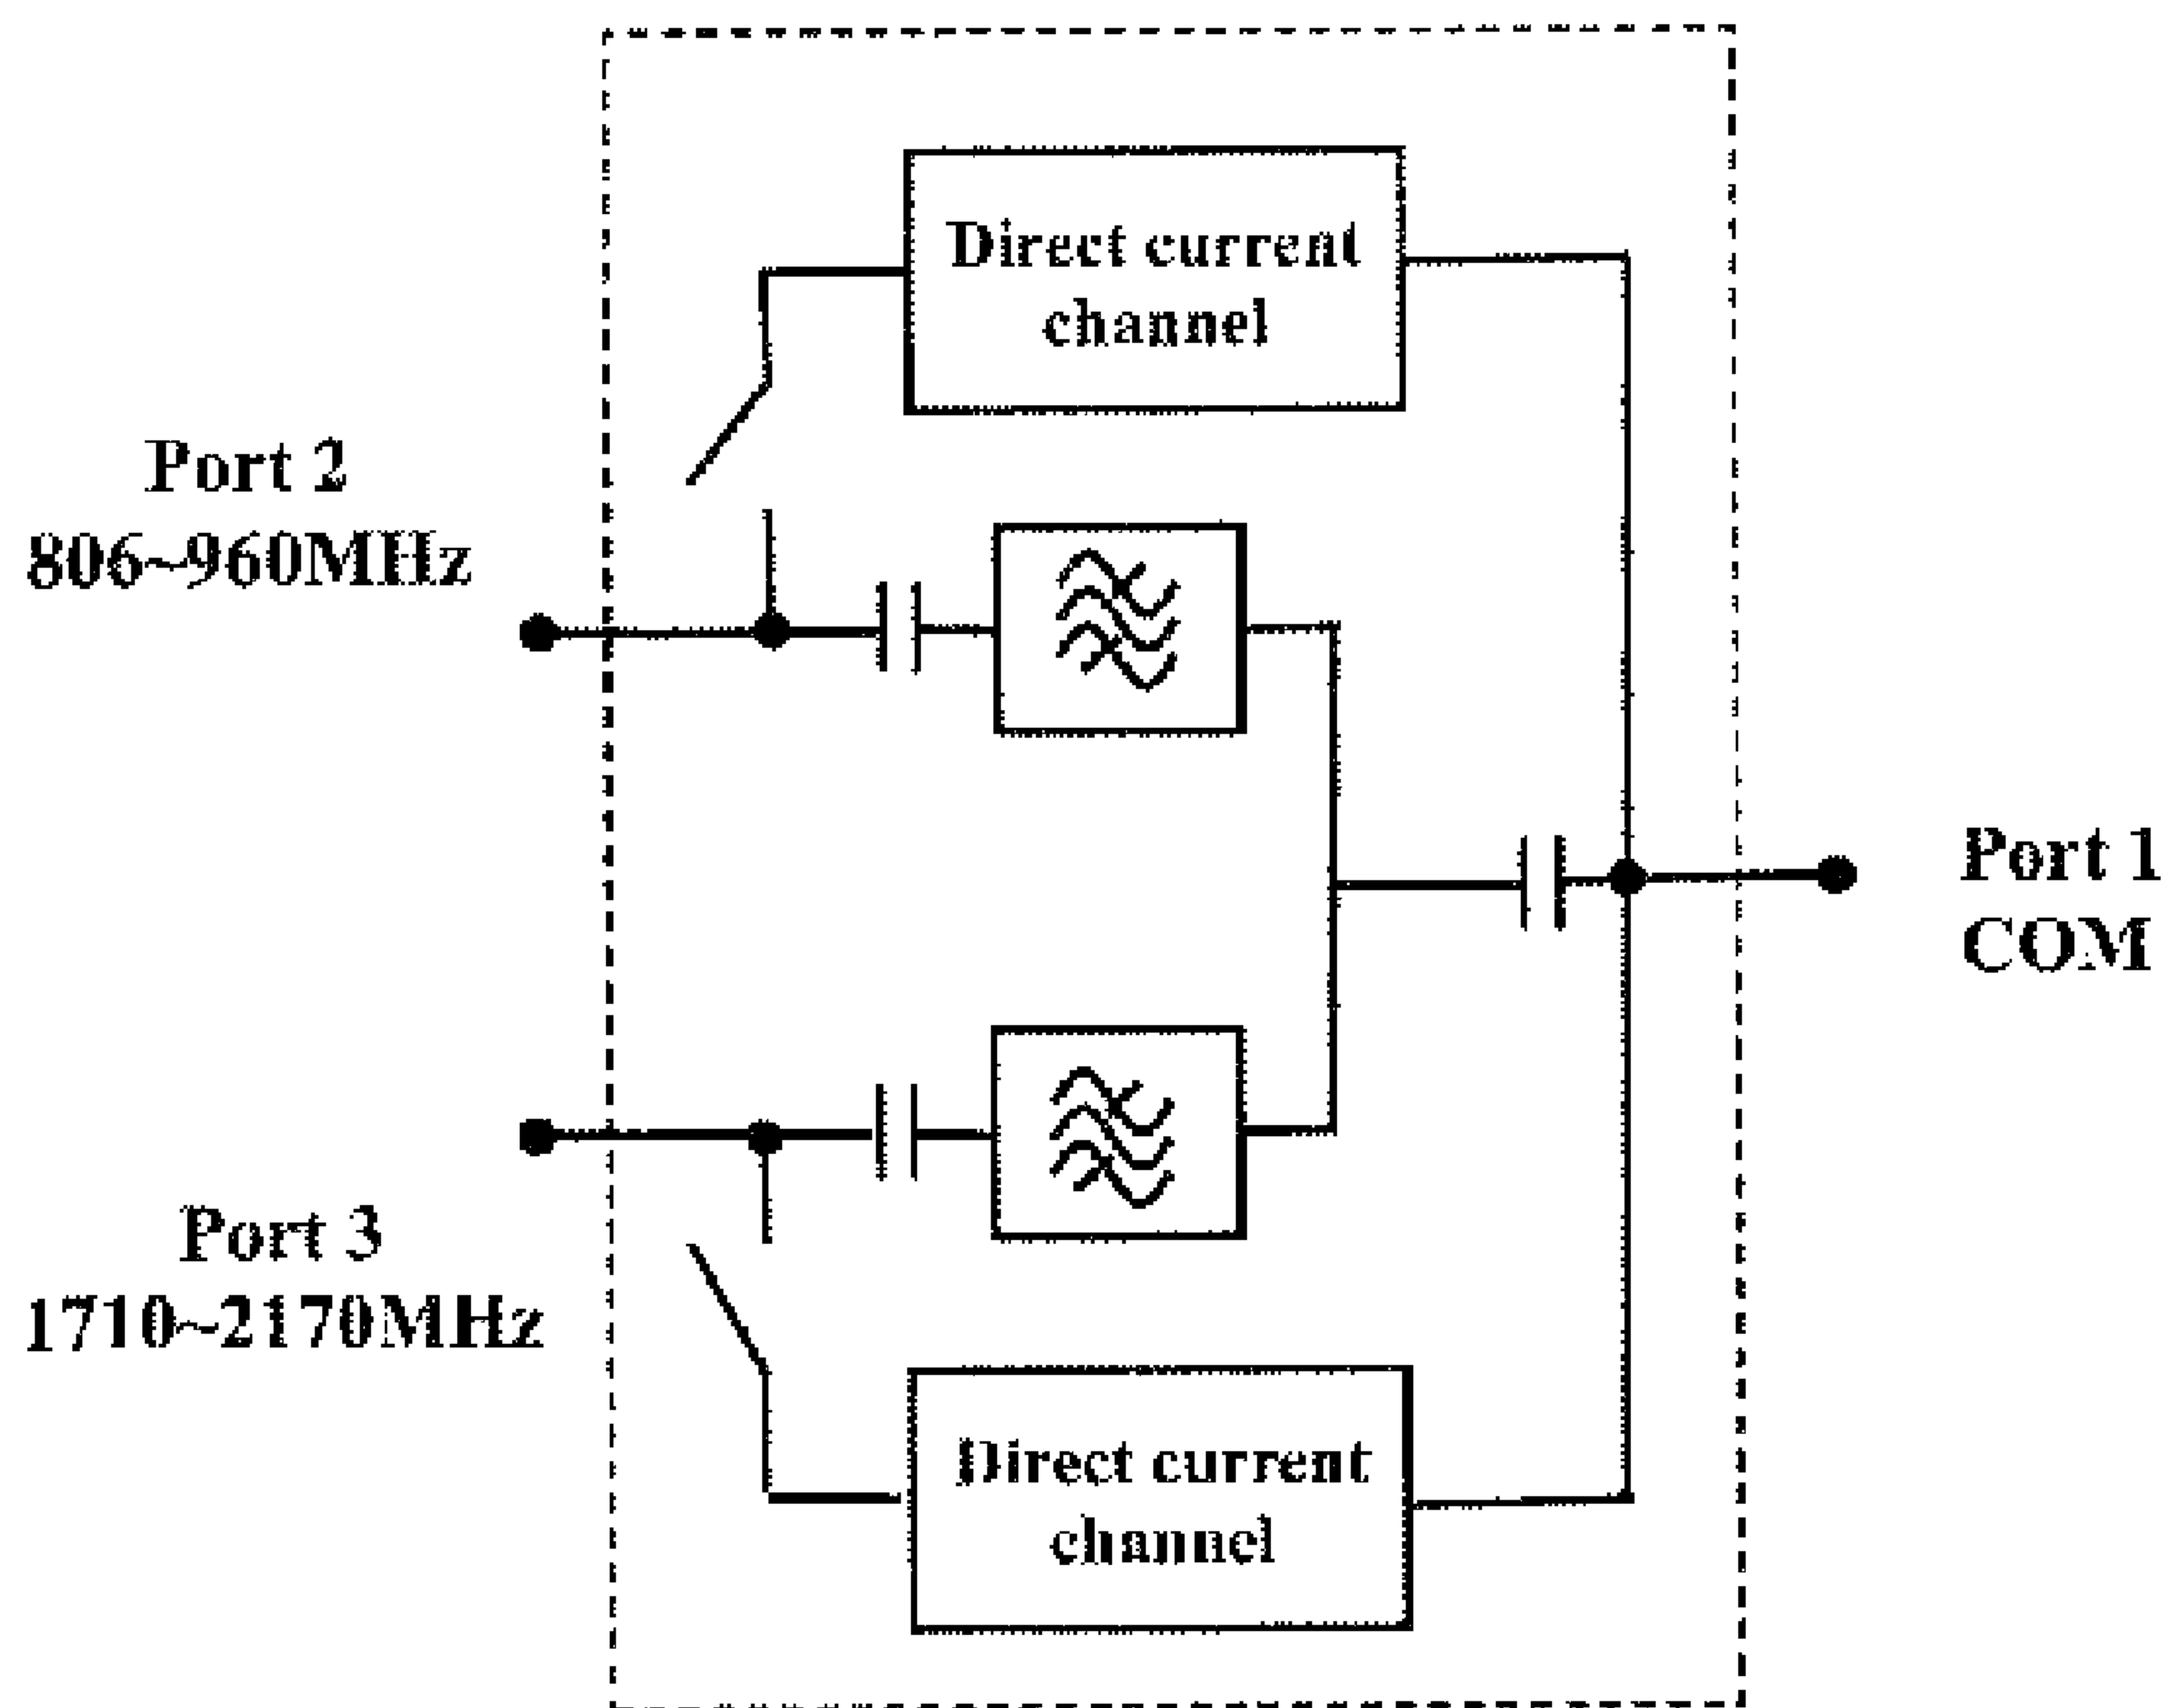 Direct current
channel
Port 2
806~960MHz
Port 1
COM
Port 3
1710~2170MHz
Direct current
channel